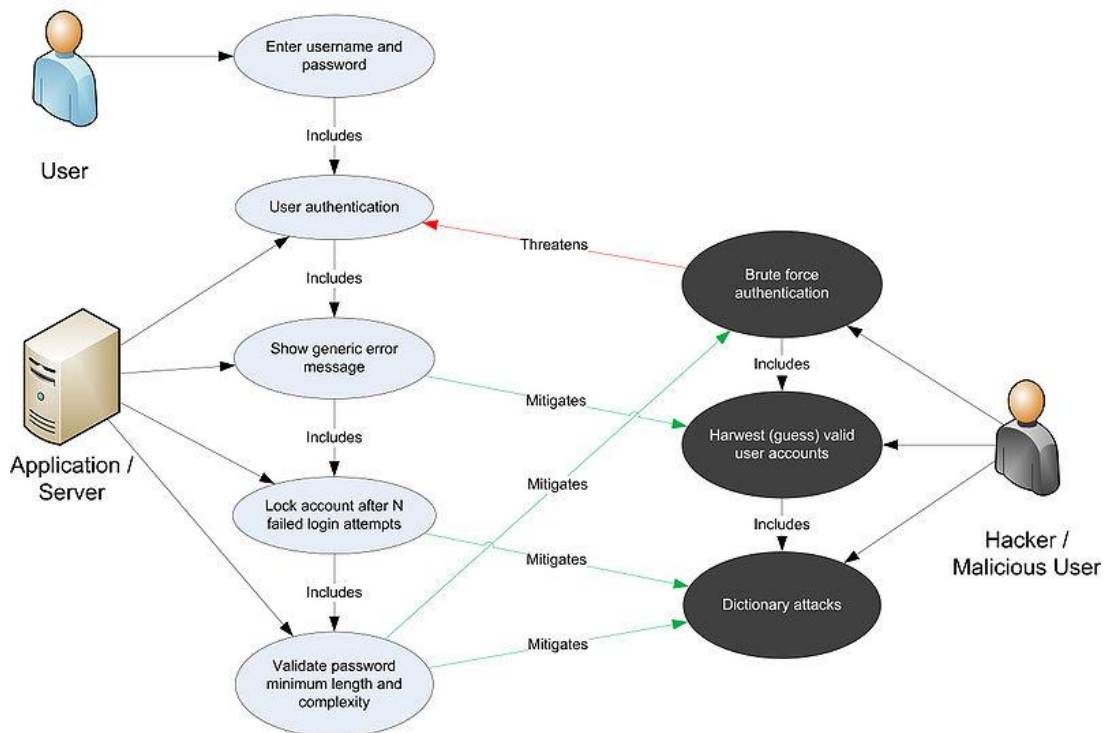 Enter username and
password
User
Includes
User authentication
Threatens
Brute force
authentication
Includes
Show generic error
message
Includes
Mitigates
Harwest (guess) valid
user accounts
Application /
Server
Includes
Mitigates
Lock account after N
failed login attempts
Includes
Hacker /
Malicious User
Mitigates
Dictionary attacks
Includes
Mitigates
Validate password
minimum length and
complexity